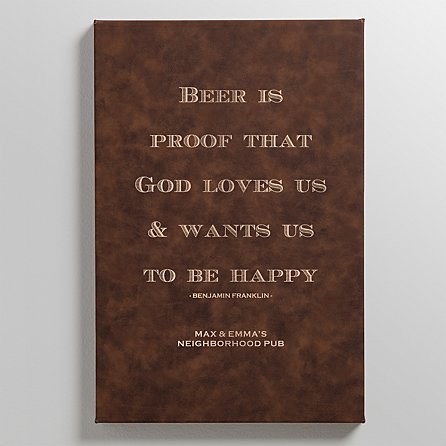 BEER IS
PROOF THAT
GOD LOVES US
& WANTS US
TO BE HAPPY
- BENJAMIN FRANKLIN -
MAX & EMMA'S
NEIGHBORHOOD PUB